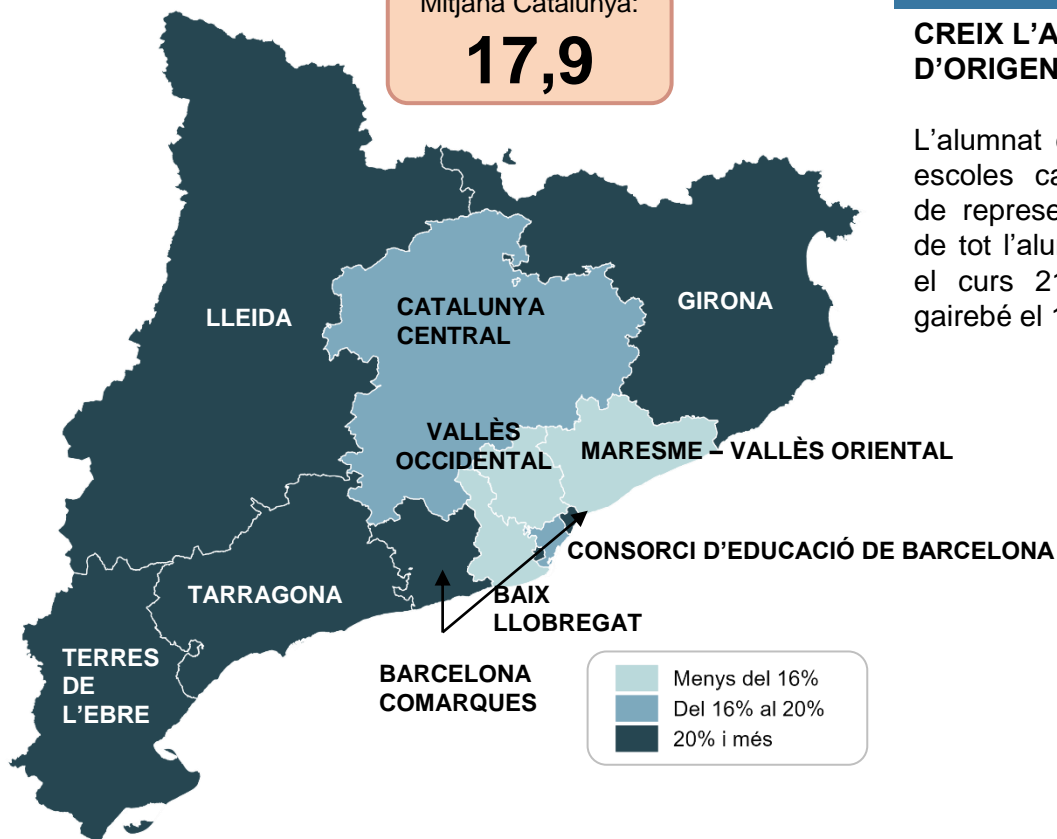 Mitjana Catalunya:
17,9
CREIX L'A
D'ORIGEN
L'alumnat
escoles ca
de represe
de tot l'alu
el curs 21
gairebé el 1
LLEIDA
CATALUNYA
CENTRAL
GIRONA
VALLÈS
OCCIDENTAL
MARESME – VALLÈS ORIENTAL
CONSORCI D'EDUCACIÓ DE BARCELONA
TARRAGONA
BAIX
LLOBREGAT
TERRES
DE
L'EBRE
BARCELONA
COMARQUES
Menys del 16%
Del 16% al 20%
20% i més